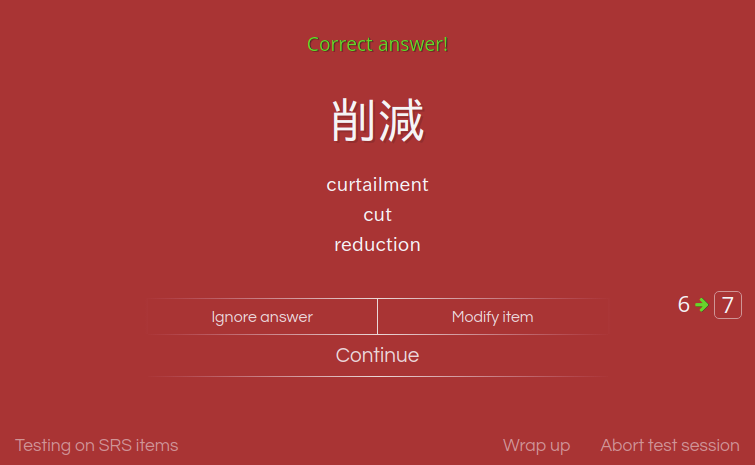 Correct answer!
削減
curtailment
cut
reduction
Ignore answer
Modify item
6 → 7
Continue
Testing on SRS items
Wrap up
Abort test session